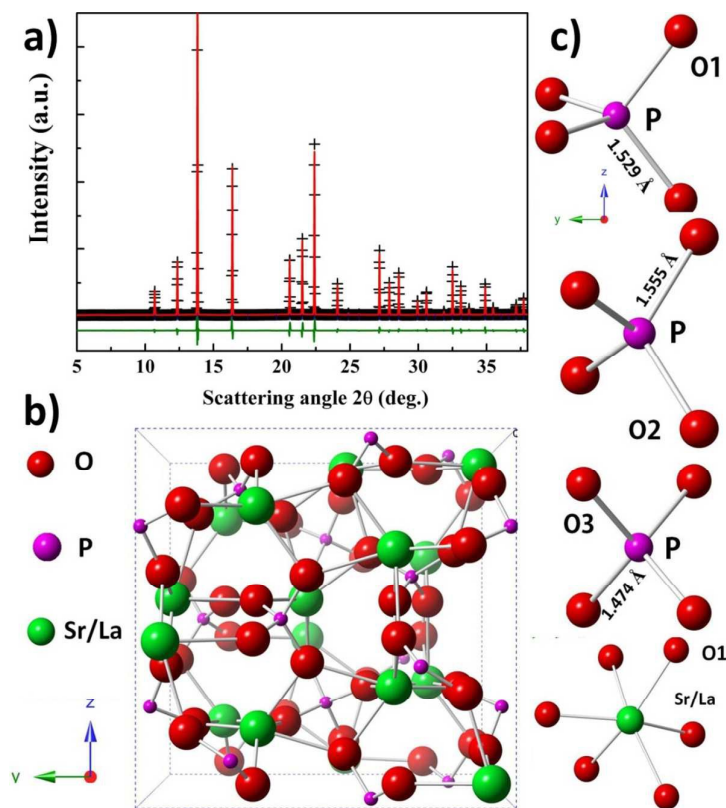 a)
Intensity (a.u.)
5 10 15 20 25 30 35
Scattering angle 2θ (deg.)
b)
O
P
Sr/La
z
y
c)
O1
P
1.529 Å
z
y
1.555 Å
P
O2
O3
P
1.474 Å
O1
Sr/La